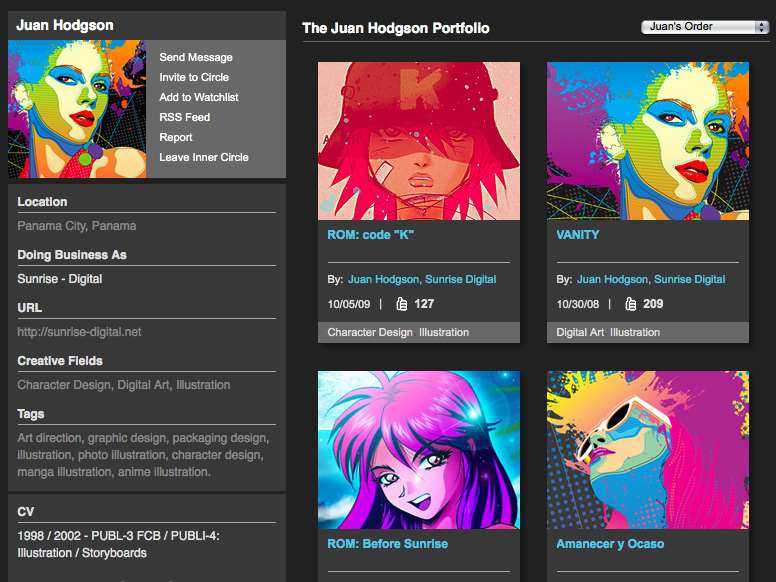 Juan Hodgson
Send Message
Invite to Circle
Add to Watchlist
RSS Feed
Report
Leave Inner Circle
Location
Panama City, Panama
Doing Business As
Sunrise - Digital
URL
http://sunrise-digital.net
Creative Fields
Character Design, Digital Art, Illustration
Tags
Art direction, graphic design, packaging design,
illustration, photo illustration, character design,
manga illustration, anime illustration.
CV
1998 / 2002 - PUBL-3 FCB / PUBLI-4:
Illustration / Storyboards
The Juan Hodgson Portfolio
Juan's Order
K
ROM: code "K"
By: Juan Hodgson, Sunrise Digital
10/05/09 | 127
Character Design Illustration
VANITY
By: Juan Hodgson, Sunrise Digital
10/30/08 | 209
Digital Art Illustration
ROM: Before Sunrise
Amanecer y Ocaso